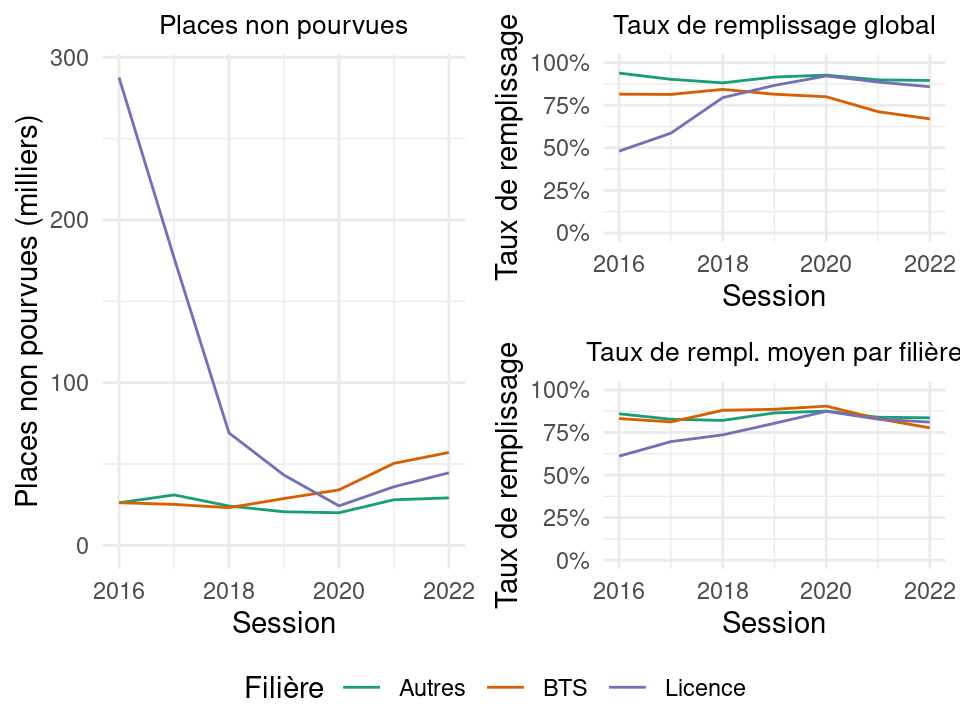 Places non pourvues
Places non pourvues (milliers)
300
200
100
0
2016 2018 2020 2022
Session
Taux de remplissage global
Taux de remplissage
100%
75%
50%
25%
0%
2016 2018 2020 2022
Session
Taux de rempl. moyen par filière
Taux de remplissage
100%
75%
50%
25%
0%
2016 2018 2020 2022
Session
Filière Autres BTS Licence